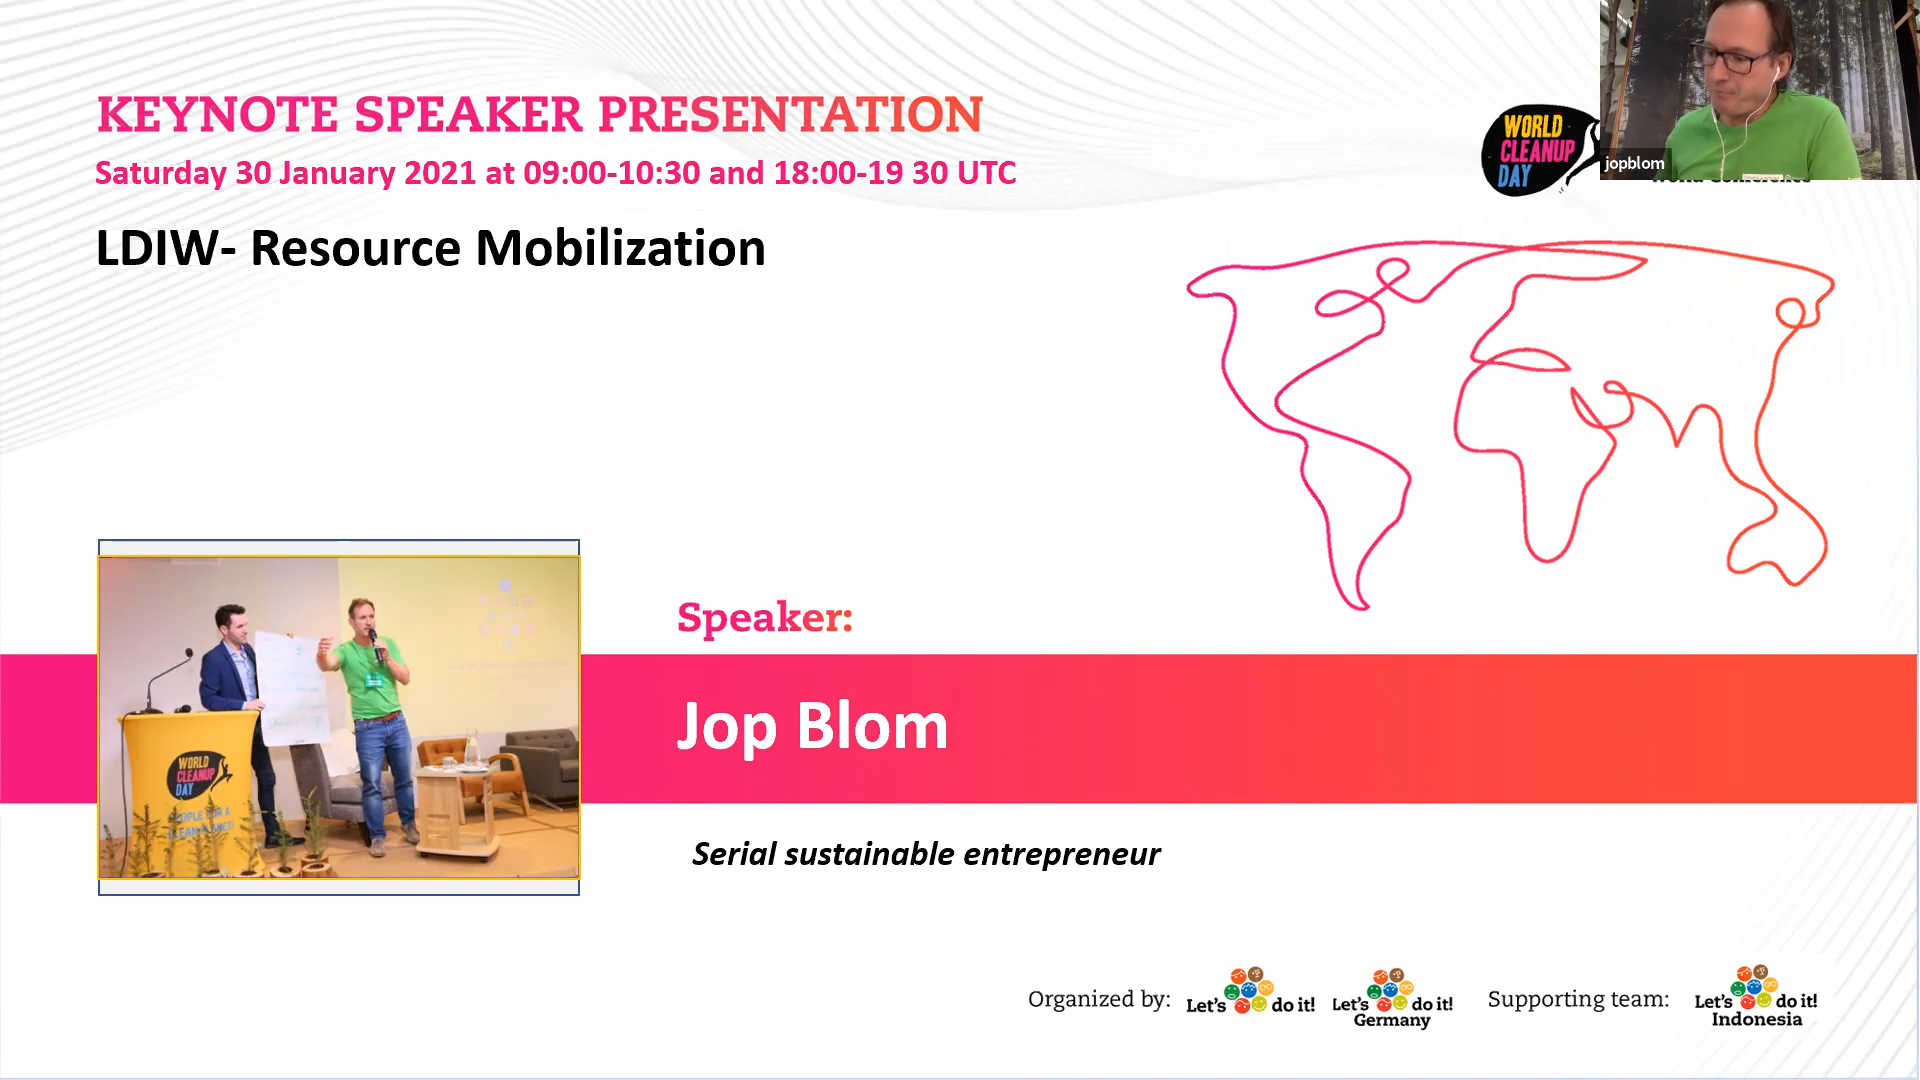 KEYNOTE SPEAKER PRESENTATION
Saturday 30 January 2021 at 09:00-10:30 and 18:00-19 30 UTC
LDIW- Resource Mobilization
WORLD
CLEANUP
DAY
jopblom
Speaker:
Jop Blom
Serial sustainable entrepreneur
WORLD
CLEANUP
DAY
Organized by:
Let's do it!
Let's do it!
Germany
Supporting team:
Let's do it!
Indonesia